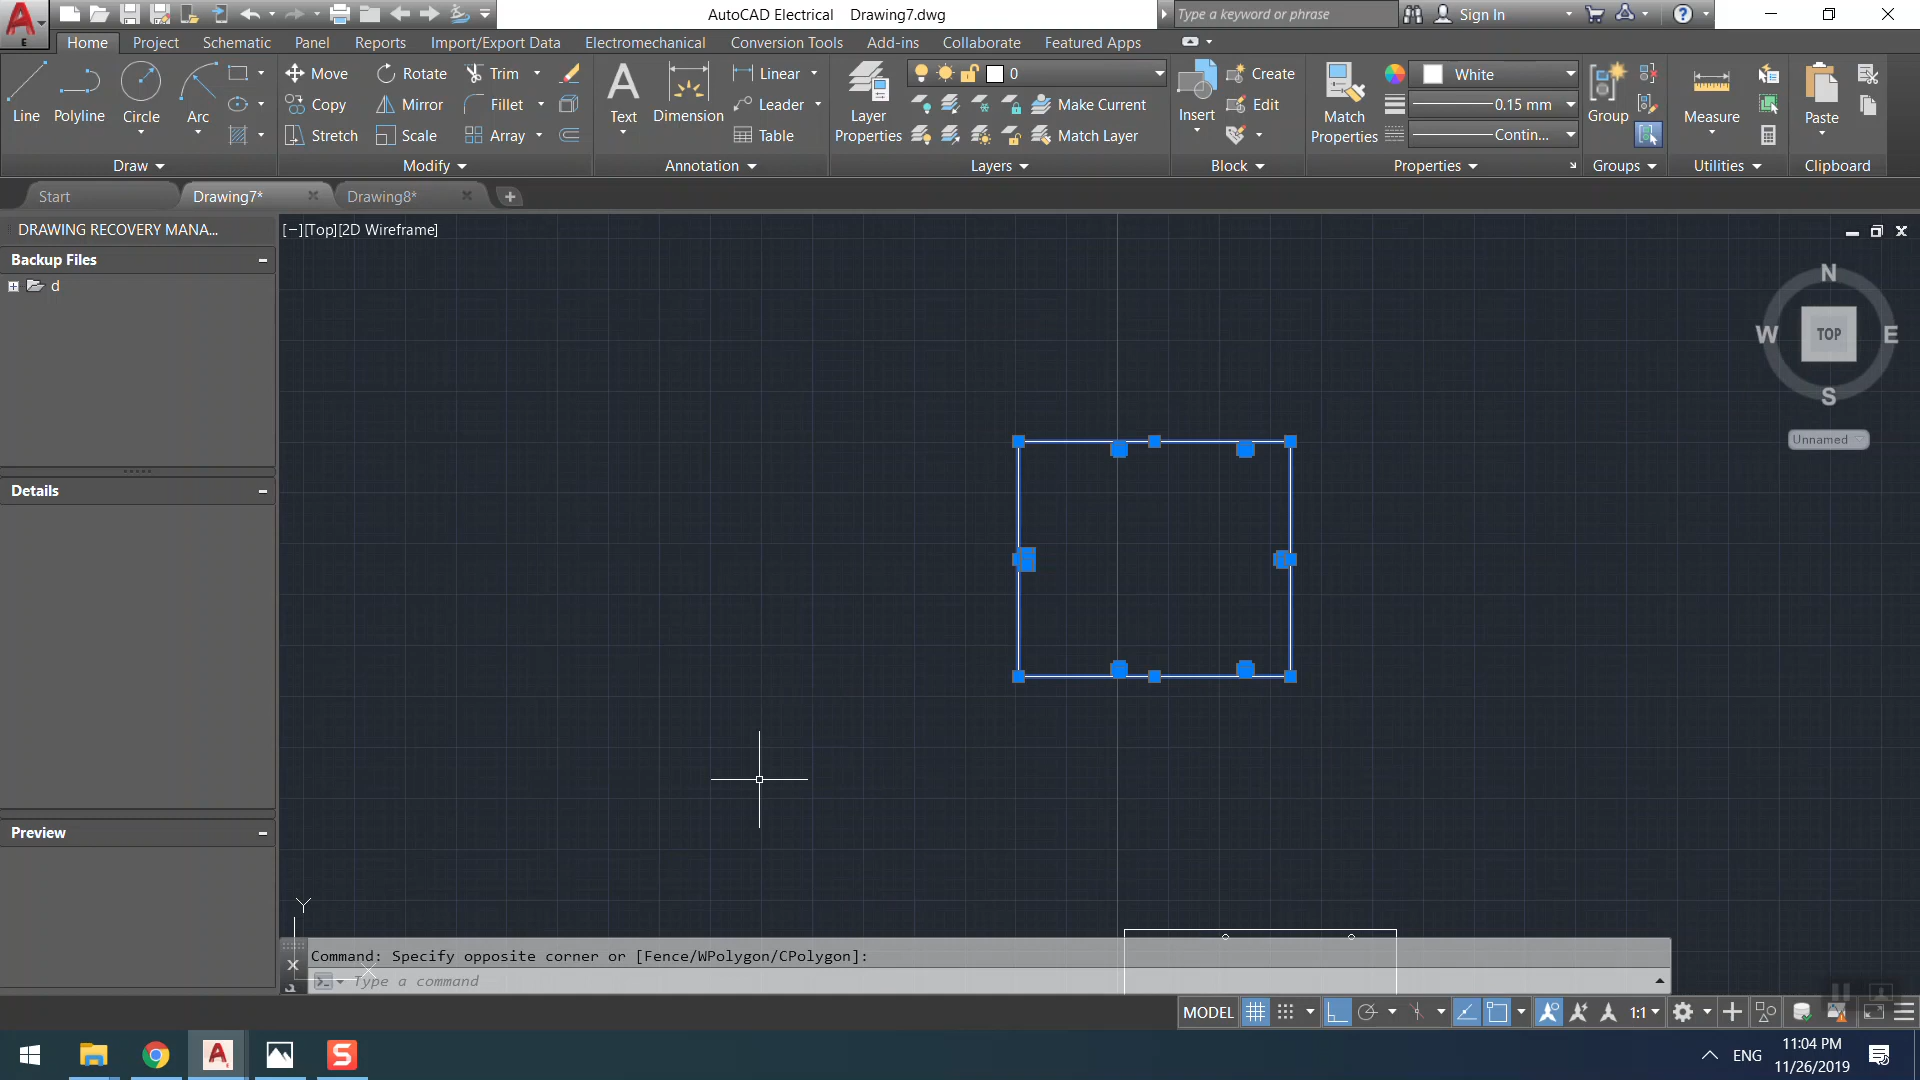 AutoCAD Electrical Drawing7.dwg
Type a keyword or phrase
Sign In
E
Home Project Schematic Panel Reports Import/Export Data Electromechanical Conversion Tools Add-ins Collaborate Featured Apps
Line Polyline Circle Arc
Draw
Move Rotate Trim
Copy Mirror Fillet
Stretch Scale Array
Modify
Text Dimension
Linear
Leader
Table
Annotation
Layer Properties
0
Make Current
Match Layer
Layers
Insert
Create
Edit
Block
Match Properties
White
0.15 mm
Contin...
Properties
Group
Groups
Measure
Utilities
Paste
Clipboard
Start Drawing7* Drawing8*
DRAWING RECOVERY MANA...
Backup Files
d
Details
Preview
[−][Top][2D Wireframe]
N
W TOP E
S
Unnamed
Y
X
Command: Specify opposite corner or [Fence/WPolygon/CPolygon]:
Type a command
MODEL 1:1
ENG
11:04 PM
11/26/2019